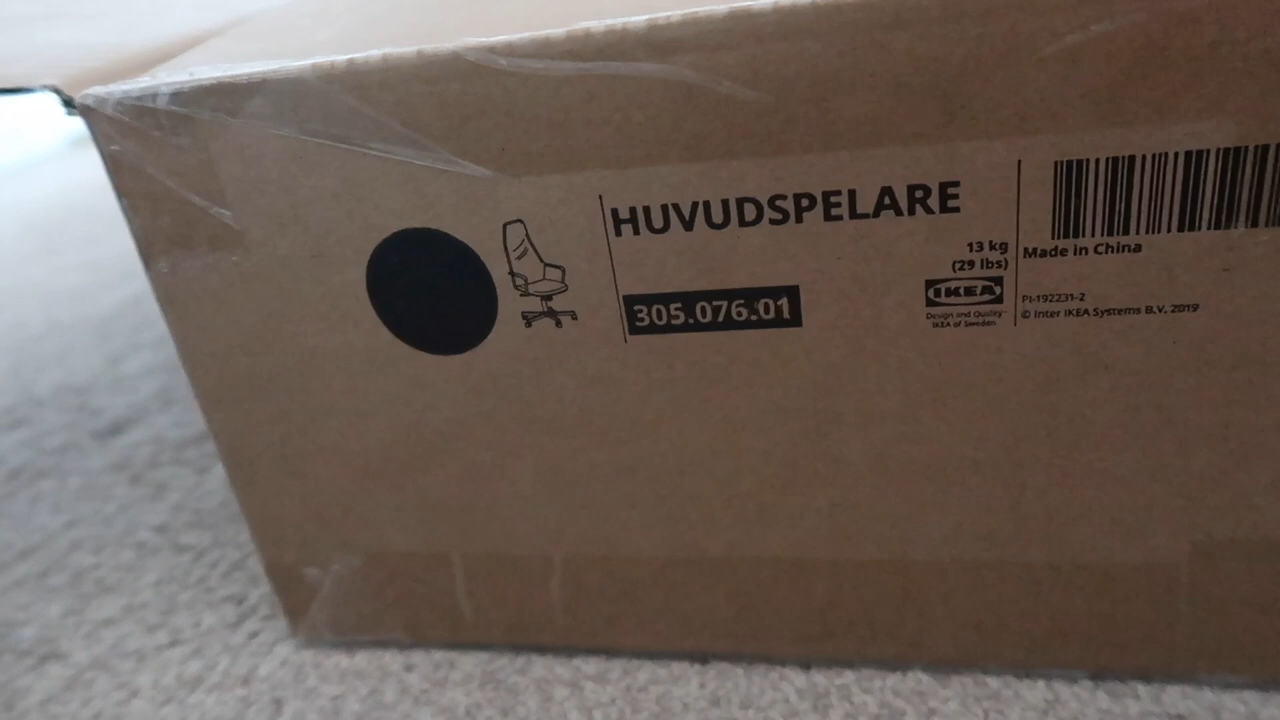 HUVUDSPELARE
305.076.01
13 kg
(29 lbs)
IKEA
Design and Quality
IKEA of Sweden
Made in China
PI-192231-2
© Inter IKEA Systems B.V. 2019